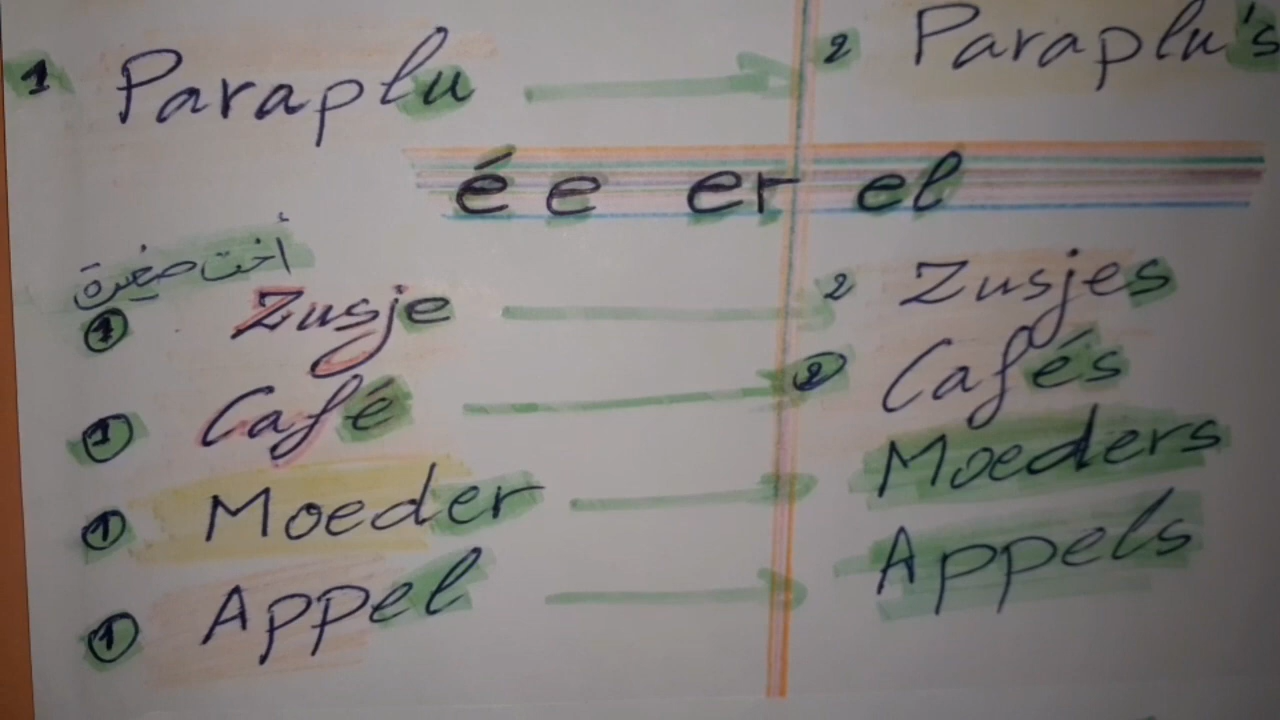 1 Paraplu 2 Paraplu's
é e er el
أخت صغيرة
1 Zusje 2 Zusjes
1 Café 2 Cafés
1 Moeder Moeders
1 Appel Appels